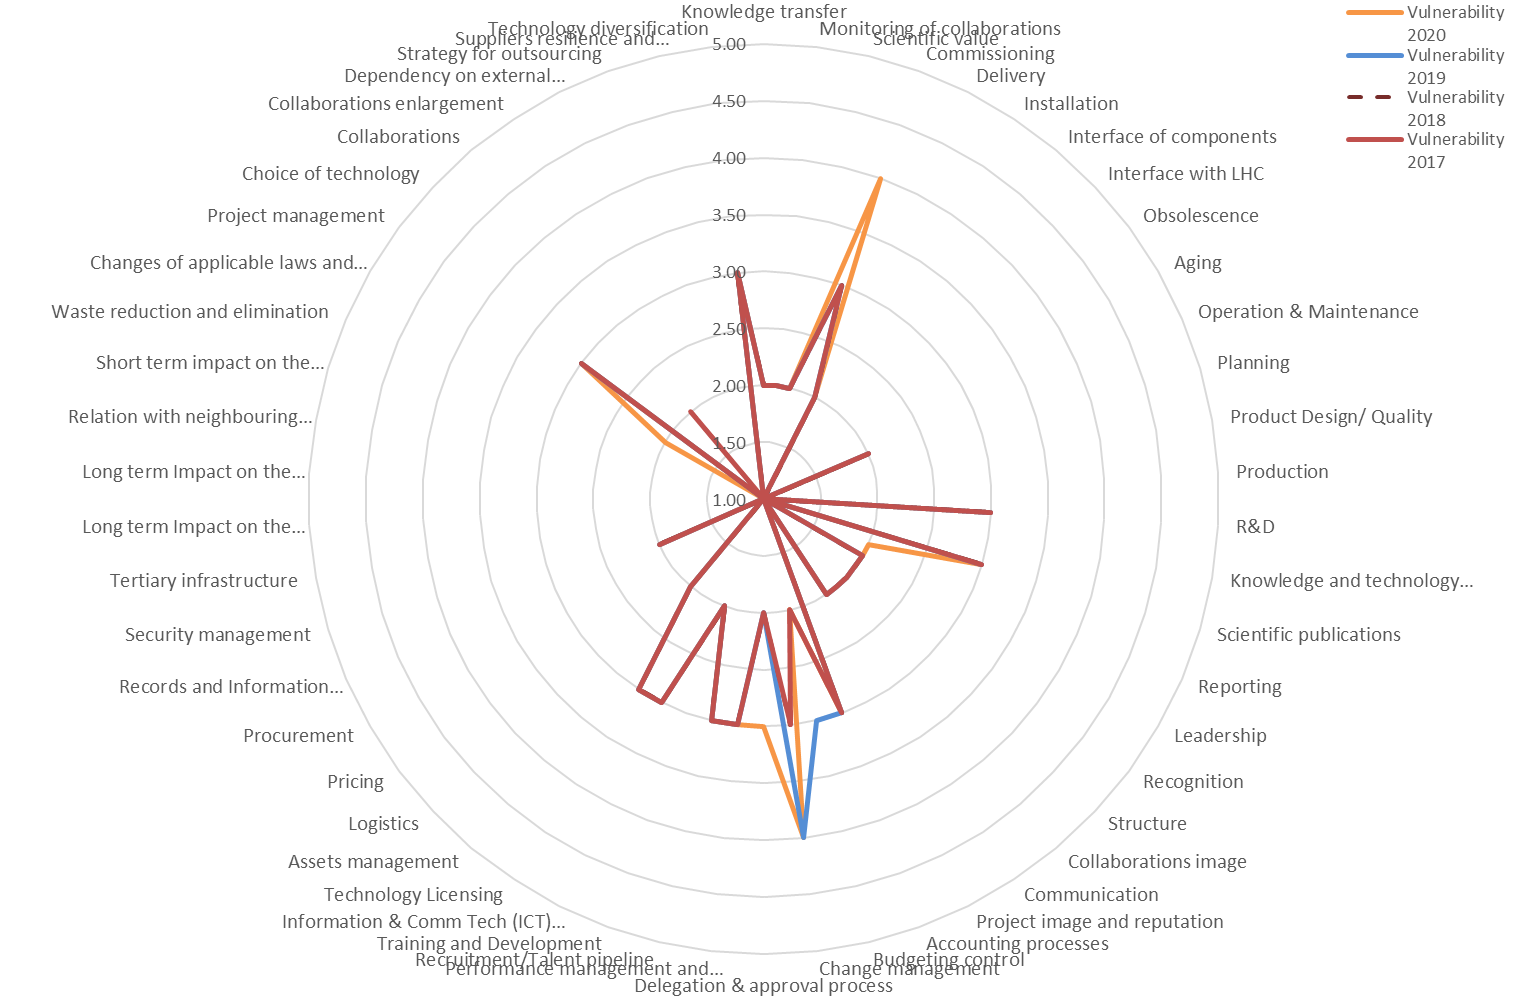 Knowledge transfer
Monitoring of collaborations
Scientific value
Commissioning
Delivery
Installation
Interface of components
Interface with LHC
Obsolescence
Aging
Operation & Maintenance
Planning
Product Design/ Quality
Production
R&D
Knowledge and technology...
Scientific publications
Reporting
Leadership
Recognition
Structure
Collaborations image
Communication
Project image and reputation
Accounting processes
Budgeting control
Change management
Delegation & approval process
Performance management and...
Recruitment/Talent pipeline
Training and Development
Information & Comm Tech (ICT)...
Technology Licensing
Assets management
Logistics
Pricing
Procurement
Records and Information...
Security management
Tertiary infrastructure
Long term Impact on the...
Long term Impact on the...
Relation with neighbouring...
Short term impact on the...
Waste reduction and elimination
Changes of applicable laws and...
Project management
Choice of technology
Collaborations
Collaborations enlargement
Dependency on external...
Strategy for outsourcing
Suppliers resilience and...
Technology diversification
5.00
4.50
4.00
3.50
3.00
2.50
2.00
1.50
1.00
Vulnerability
2020
Vulnerability
2019
Vulnerability
2018
Vulnerability
2017